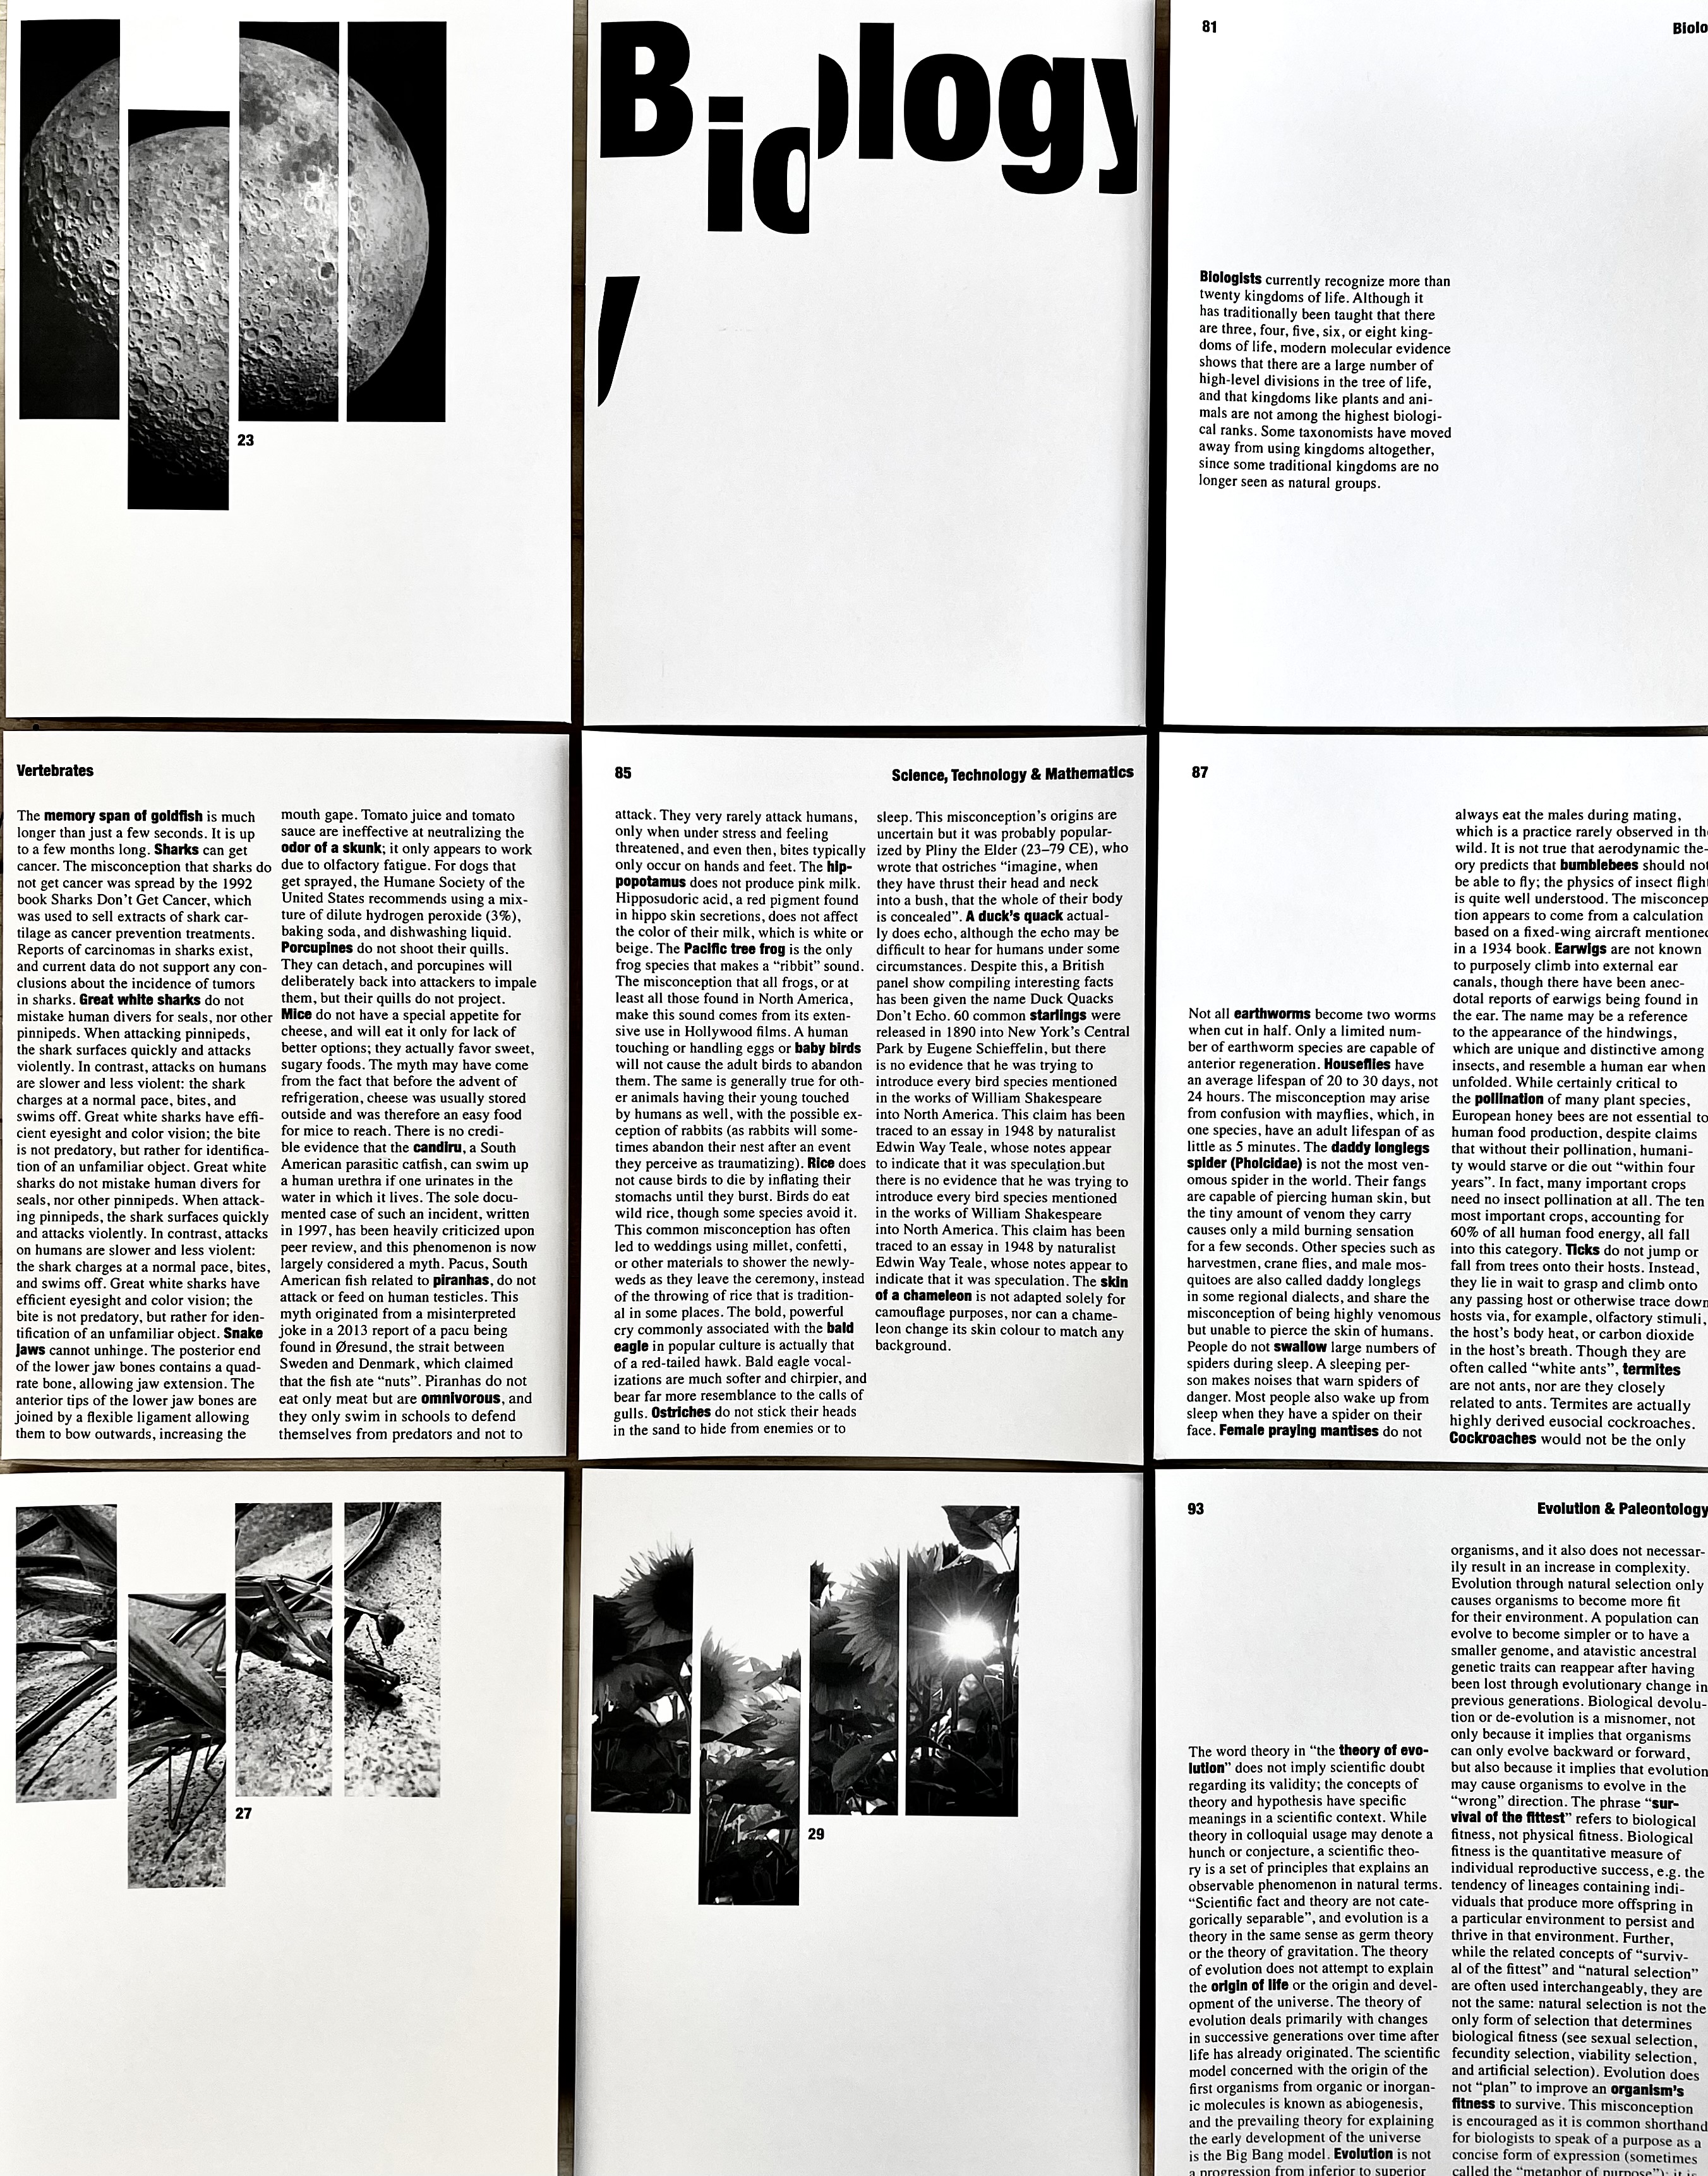 23
Biology
y
81
Biolo
Biologists currently recognize more than
twenty kingdoms of life. Although it
has traditionally been taught that there
are three, four, five, six, or eight king-
doms of life, modern molecular evidence
shows that there are a large number of
high-level divisions in the tree of life,
and that kingdoms like plants and ani-
mals are not among the highest biologi-
cal ranks. Some taxonomists have moved
away from using kingdoms altogether,
since some traditional kingdoms are no
longer seen as natural groups.
Vertebrates
The memory span of goldfish is much
longer than just a few seconds. It is up
to a few months long. Sharks can get
cancer. The misconception that sharks do
not get cancer was spread by the 1992
book Sharks Don't Get Cancer, which
was used to sell extracts of shark car-
tilage as cancer prevention treatments.
Reports of carcinomas in sharks exist,
and current data do not support any con-
clusions about the incidence of tumors
in sharks. Great white sharks do not
mistake human divers for seals, nor other
pinnipeds. When attacking pinnipeds,
the shark surfaces quickly and attacks
violently. In contrast, attacks on humans
are slower and less violent: the shark
charges at a normal pace, bites, and
swims off. Great white sharks have effi-
cient eyesight and color vision; the bite
is not predatory, but rather for identifica-
tion of an unfamiliar object. Great white
sharks do not mistake human divers for
seals, nor other pinnipeds. When attack-
ing pinnipeds, the shark surfaces quickly
and attacks violently. In contrast, attacks
on humans are slower and less violent:
the shark charges at a normal pace, bites,
and swims off. Great white sharks have
efficient eyesight and color vision; the
bite is not predatory, but rather for iden-
tification of an unfamiliar object. Snake
jaws cannot unhinge. The posterior end
of the lower jaw bones contains a quad-
rate bone, allowing jaw extension. The
anterior tips of the lower jaw bones are
joined by a flexible ligament allowing
them to bow outwards, increasing the
mouth gape. Tomato juice and tomato
sauce are ineffective at neutralizing the
odor of a skunk; it only appears to work
due to olfactory fatigue. For dogs that
get sprayed, the Humane Society of the
United States recommends using a mix-
ture of dilute hydrogen peroxide (3%),
baking soda, and dishwashing liquid.
Porcupines do not shoot their quills.
They can detach, and porcupines will
deliberately back into attackers to impale
them, but their quills do not project.
Mice do not have a special appetite for
cheese, and will eat it only for lack of
better options; they actually favor sweet,
sugary foods. The myth may have come
from the fact that before the advent of
refrigeration, cheese was usually stored
outside and was therefore an easy food
for mice to reach. There is no credi-
ble evidence that the candiru, a South
American parasitic catfish, can swim up
a human urethra if one urinates in the
water in which it lives. The sole docu-
mented case of such an incident, written
in 1997, has been heavily criticized upon
peer review, and this phenomenon is now
largely considered a myth. Pacus, South
American fish related to piranhas, do not
attack or feed on human testicles. This
myth originated from a misinterpreted
joke in a 2013 report of a pacu being
found in Øresund, the strait between
Sweden and Denmark, which claimed
that the fish ate “nuts”. Piranhas do not
eat only meat but are omnivorous, and
they only swim in schools to defend
themselves from predators and not to
85
Science, Technology & Mathematics
attack. They very rarely attack humans,
only when under stress and feeling
threatened, and even then, bites typically
only occur on hands and feet. The hip-
popotamus does not produce pink milk.
Hipposudoric acid, a red pigment found
in hippo skin secretions, does not affect
the color of their milk, which is white or
beige. The Pacific tree frog is the only
frog species that makes a “ribbit” sound.
The misconception that all frogs, or at
least all those found in North America,
make this sound comes from its exten-
sive use in Hollywood films. A human
touching or handling eggs or baby birds
will not cause the adult birds to abandon
them. The same is generally true for oth-
er animals having their young touched
by humans as well, with the possible ex-
ception of rabbits (as rabbits will some-
times abandon their nest after an event
they perceive as traumatizing). Rice does
not cause birds to die by inflating their
stomachs until they burst. Birds do eat
wild rice, though some species avoid it.
This common misconception has often
led to weddings using millet, confetti,
or other materials to shower the newly-
weds as they leave the ceremony, instead
of the throwing of rice that is tradition-
al in some places. The bold, powerful
cry commonly associated with the bald
eagle in popular culture is actually that
of a red-tailed hawk. Bald eagle vocal-
izations are much softer and chirpier, and
bear far more resemblance to the calls of
gulls. Ostriches do not stick their heads
in the sand to hide from enemies or to
sleep. This misconception's origins are
uncertain but it was probably popular-
ized by Pliny the Elder (23–79 CE), who
wrote that ostriches “imagine, when
they have thrust their head and neck
into a bush, that the whole of their body
is concealed”. A duck's quack actual-
ly does echo, although the echo may be
difficult to hear for humans under some
circumstances. Despite this, a British
panel show compiling interesting facts
has been given the name Duck Quacks
Don't Echo. 60 common starlings were
released in 1890 into New York's Central
Park by Eugene Schieffelin, but there
is no evidence that he was trying to
introduce every bird species mentioned
in the works of William Shakespeare
into North America. This claim has been
traced to an essay in 1948 by naturalist
Edwin Way Teale, whose notes appear
to indicate that it was speculation.but
there is no evidence that he was trying to
introduce every bird species mentioned
in the works of William Shakespeare
into North America. This claim has been
traced to an essay in 1948 by naturalist
Edwin Way Teale, whose notes appear to
indicate that it was speculation. The skin
of a chameleon is not adapted solely for
camouflage purposes, nor can a chame-
leon change its skin colour to match any
background.
87
Not all earthworms become two worms
when cut in half. Only a limited num-
ber of earthworm species are capable of
anterior regeneration. Houseflies have
an average lifespan of 20 to 30 days, not
24 hours. The misconception may arise
from confusion with mayflies, which, in
one species, have an adult lifespan of as
little as 5 minutes. The daddy longlegs
spider (Pholcidae) is not the most ven-
omous spider in the world. Their fangs
are capable of piercing human skin, but
the tiny amount of venom they carry
causes only a mild burning sensation
for a few seconds. Other species such as
harvestmen, crane flies, and male mos-
quitoes are also called daddy longlegs
in some regional dialects, and share the
misconception of being highly venomous
but unable to pierce the skin of humans.
People do not swallow large numbers of
spiders during sleep. A sleeping per-
son makes noises that warn spiders of
danger. Most people also wake up from
sleep when they have a spider on their
face. Female praying mantises do not
always eat the males during mating,
which is a practice rarely observed in the
wild. It is not true that aerodynamic the-
ory predicts that bumblebees should not
be able to fly; the physics of insect flight
is quite well understood. The misconcep-
tion appears to come from a calculation
based on a fixed-wing aircraft mentioned
in a 1934 book. Earwigs are not known
to purposely climb into external ear
canals, though there have been anec-
dotal reports of earwigs being found in
the ear. The name may be a reference
to the appearance of the hindwings,
which are unique and distinctive among
insects, and resemble a human ear when
unfolded. While certainly critical to
the pollination of many plant species,
European honey bees are not essential to
human food production, despite claims
that without their pollination, humani-
ty would starve or die out “within four
years”. In fact, many important crops
need no insect pollination at all. The ten
most important crops, accounting for
60% of all human food energy, all fall
into this category. Ticks do not jump or
fall from trees onto their hosts. Instead,
they lie in wait to grasp and climb onto
any passing host or otherwise trace down
hosts via, for example, olfactory stimuli,
the host's body heat, or carbon dioxide
in the host's breath. Though they are
often called “white ants”, termites
are not ants, nor are they closely
related to ants. Termites are actually
highly derived eusocial cockroaches.
Cockroaches would not be the only
27
29
93
Evolution & Paleontology
The word theory in “the theory of evo-
lution” does not imply scientific doubt
regarding its validity; the concepts of
theory and hypothesis have specific
meanings in a scientific context. While
theory in colloquial usage may denote a
hunch or conjecture, a scientific theo-
ry is a set of principles that explains an
observable phenomenon in natural terms.
“Scientific fact and theory are not cate-
gorically separable”, and evolution is a
theory in the same sense as germ theory
or the theory of gravitation. The theory
of evolution does not attempt to explain
the origin of life or the origin and devel-
opment of the universe. The theory of
evolution deals primarily with changes
in successive generations over time after
life has already originated. The scientific
model concerned with the origin of the
first organisms from organic or inorgan-
ic molecules is known as abiogenesis,
and the prevailing theory for explaining
the early development of the universe
is the Big Bang model. Evolution is not
a progression from inferior to superior
organisms, and it also does not necessar-
ily result in an increase in complexity.
Evolution through natural selection only
causes organisms to become more fit
for their environment. A population can
evolve to become simpler or to have a
smaller genome, and atavistic ancestral
genetic traits can reappear after having
been lost through evolutionary change in
previous generations. Biological devolu-
tion or de-evolution is a misnomer, not
only because it implies that organisms
can only evolve backward or forward,
but also because it implies that evolution
may cause organisms to evolve in the
“wrong” direction. The phrase “sur-
vival of the fittest” refers to biological
fitness, not physical fitness. Biological
fitness is the quantitative measure of
individual reproductive success, e.g. the
tendency of lineages containing indi-
viduals that produce more offspring in
a particular environment to persist and
thrive in that environment. Further,
while the related concepts of “surviv-
al of the fittest” and “natural selection”
are often used interchangeably, they are
not the same: natural selection is not the
only form of selection that determines
biological fitness (see sexual selection,
fecundity selection, viability selection,
and artificial selection). Evolution does
not “plan” to improve an organism's
fitness to survive. This misconception
is encouraged as it is common shorthand
for biologists to speak of a purpose as a
concise form of expression (sometimes
called the “metaphor of purpose”); it is